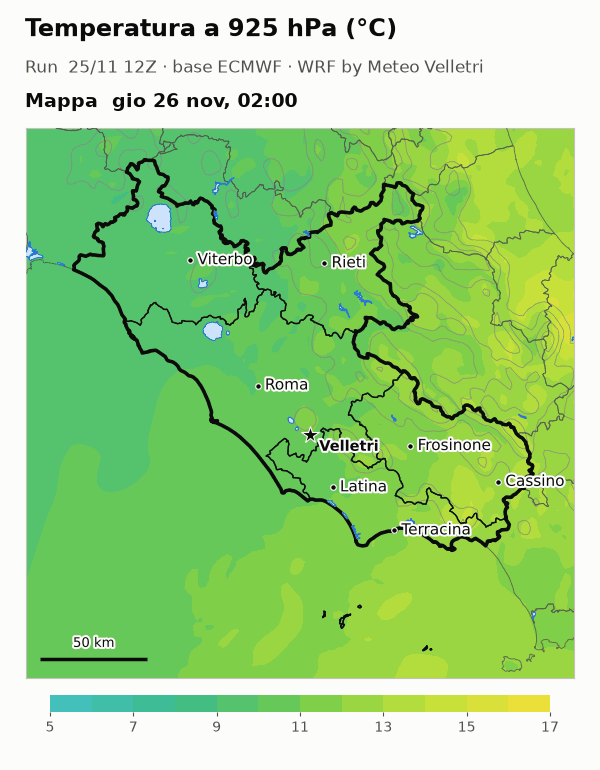 Temperatura a 925 hPa (°C)
Run 25/11 12Z · base ECMWF · WRF by Meteo Velletri
Mappa gio 26 nov, 02:00
Viterbo
Rieti
Roma
Velletri
Frosinone
Latina
Cassino
Terracina
50 km
5 7 9 11 13 15 17